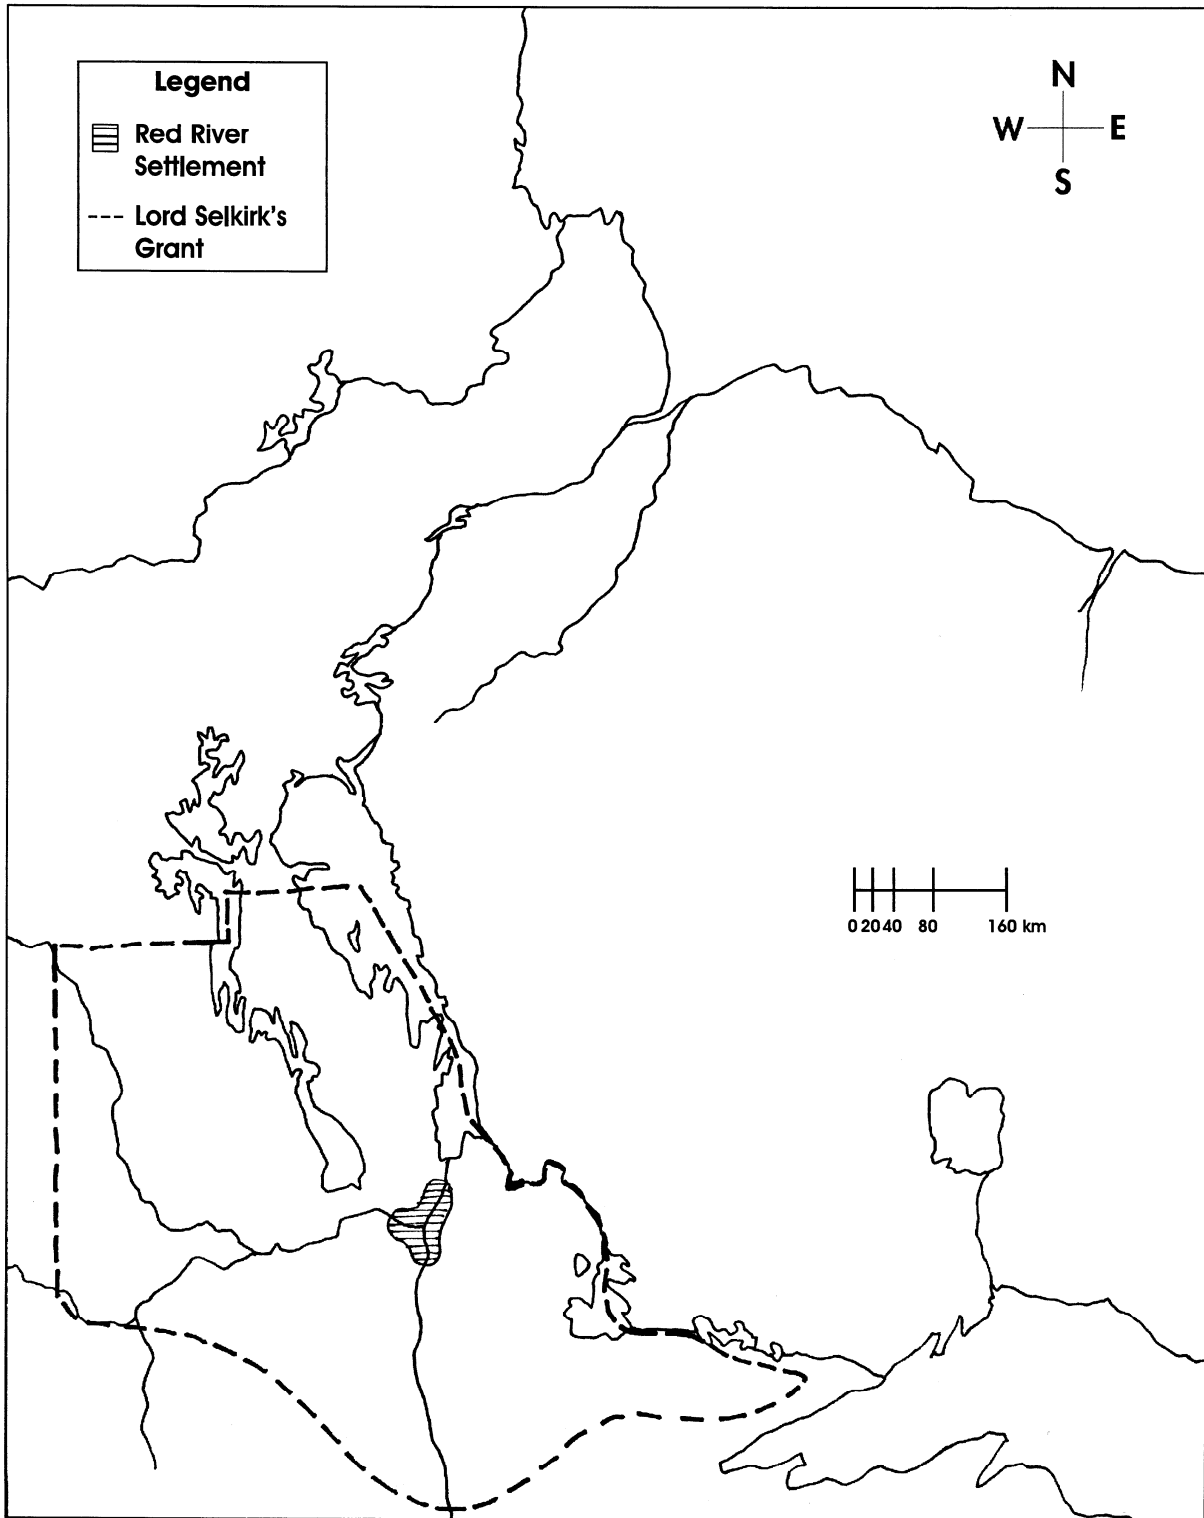 Legend
Red River
Settlement
Lord Selkirk's
Grant
N
W E
S
0 20 40 80 160 km